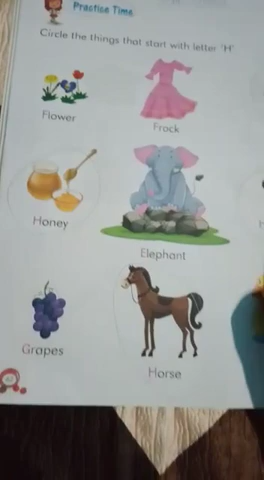 Practice Time
Circle the things that start with letter 'H'
Flower
Frock
Honey
Elephant
Grapes
Horse